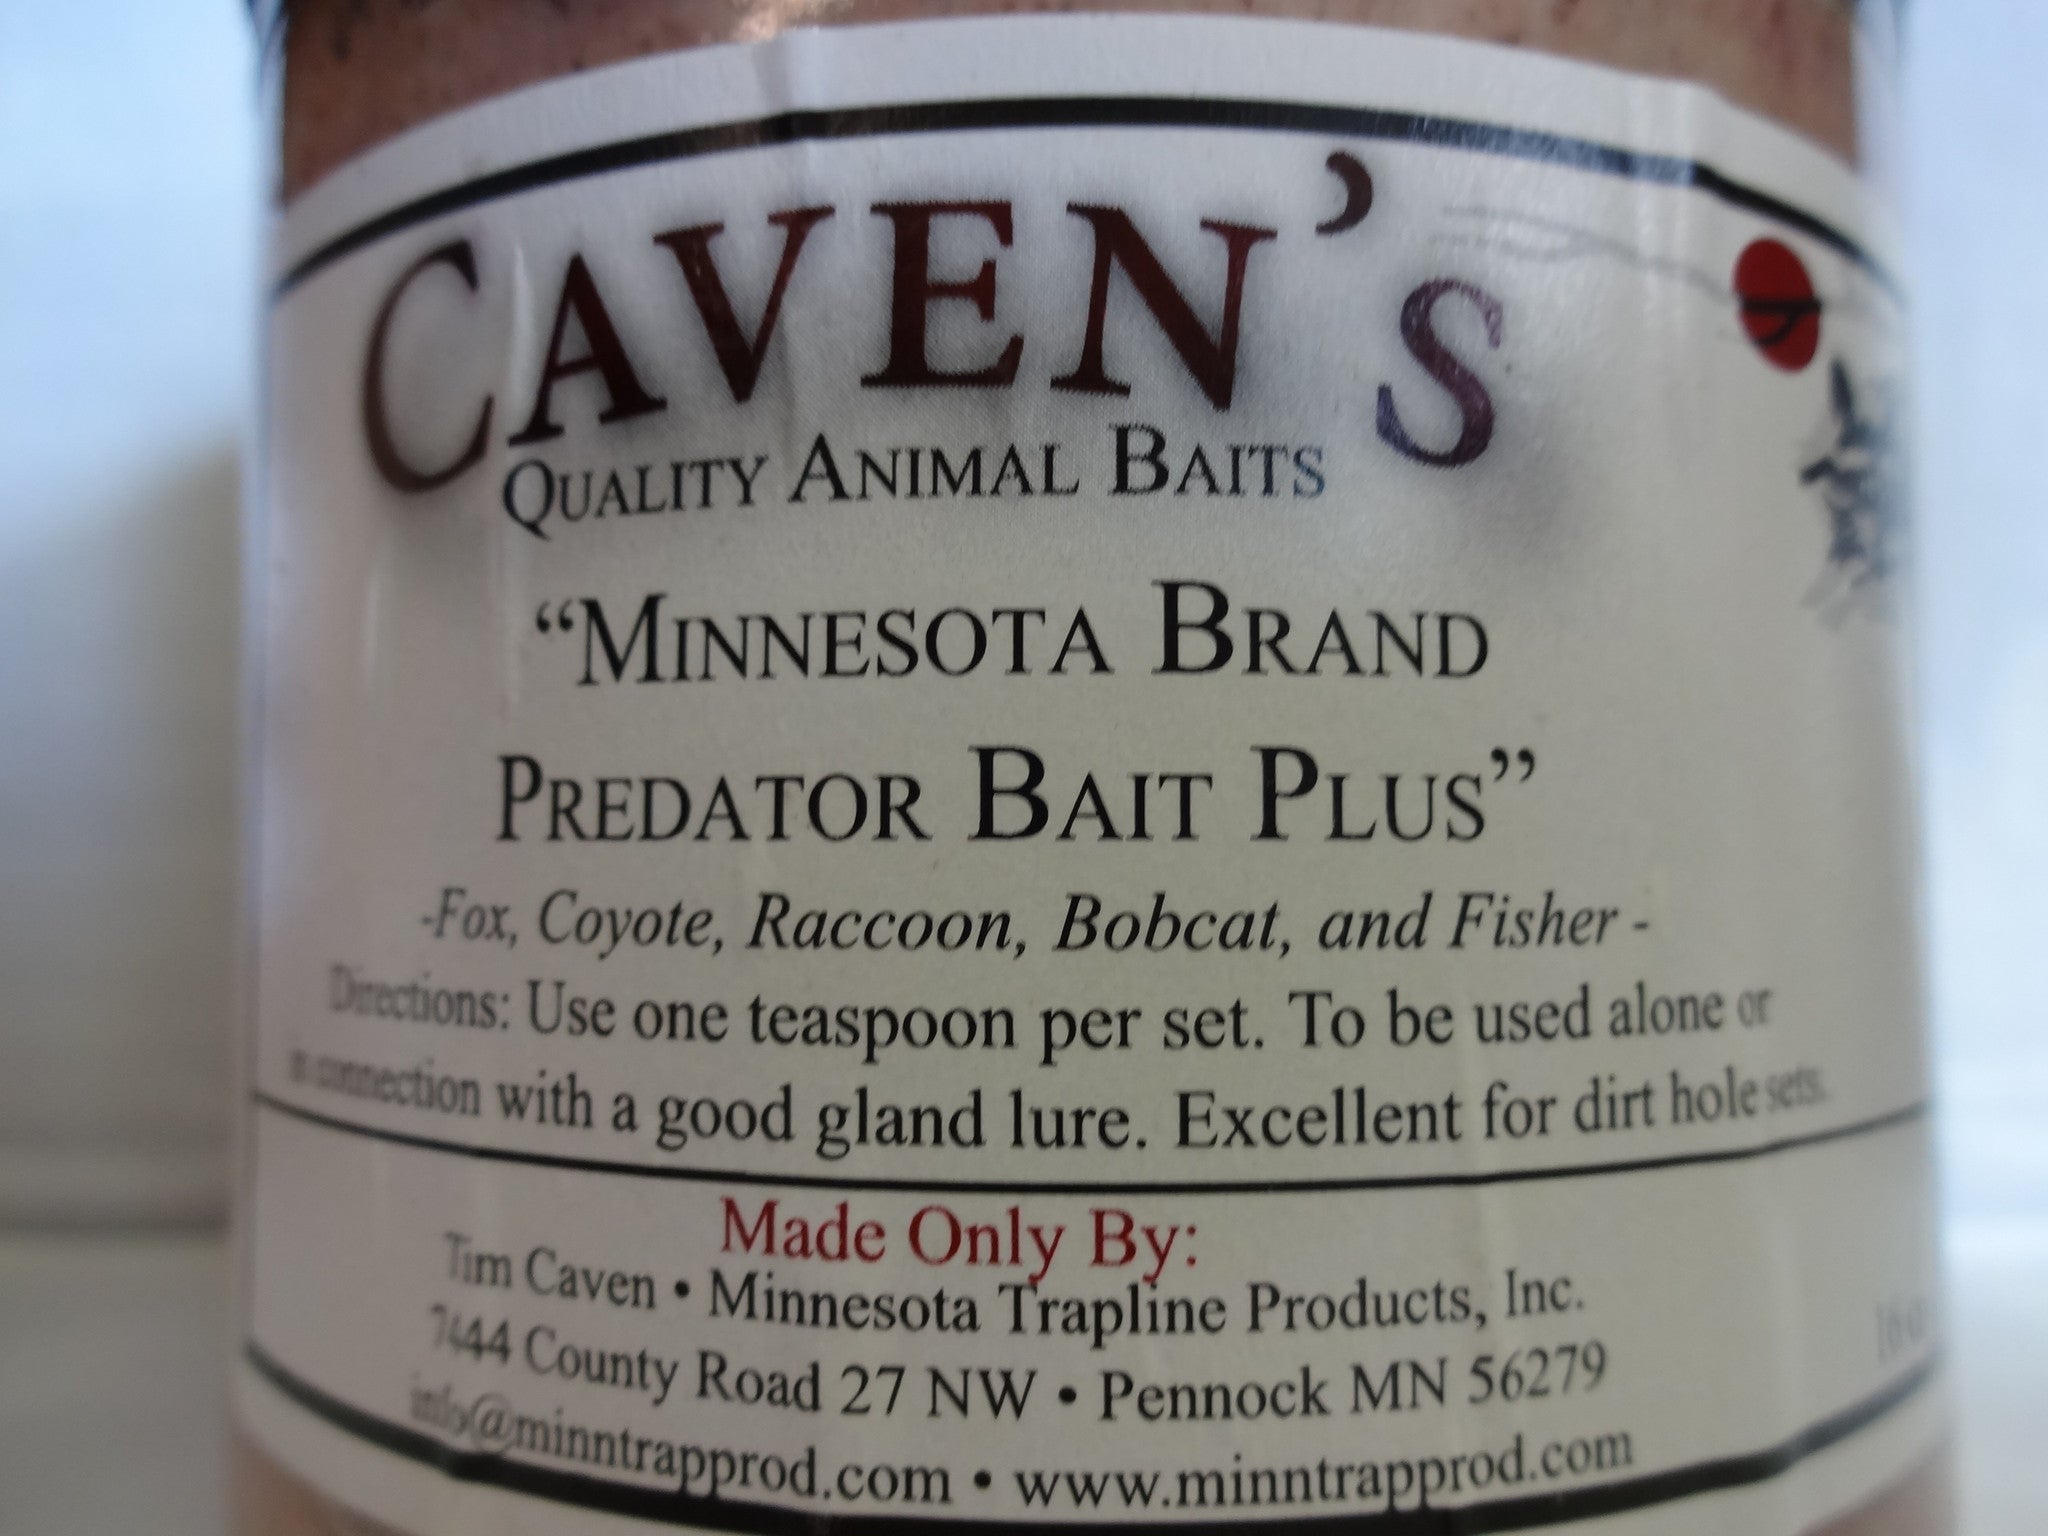 CAVEN'S
QUALITY ANIMAL BAITS
“MINNESOTA BRAND
PREDATOR BAIT PLUS”
-Fox, Coyote, Raccoon, Bobcat, and Fisher -
Directions: Use one teaspoon per set. To be used alone or
in connection with a good gland lure. Excellent for dirt hole sets.
Made Only By:
Tim Caven • Minnesota Trapline Products, Inc.
7444 County Road 27 NW • Pennock MN 56279
info@minntrapprod.com • www.minntrapprod.com